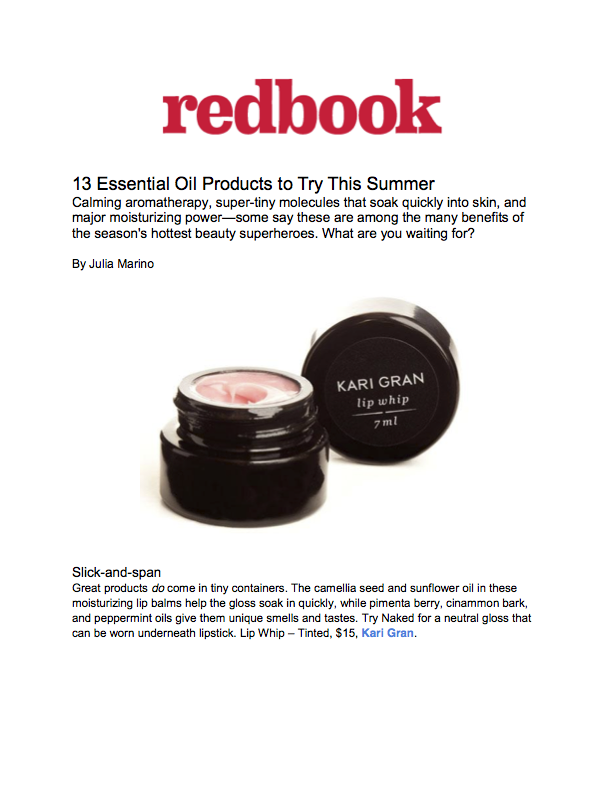 redbook
13 Essential Oil Products to Try This Summer
Calming aromatherapy, super-tiny molecules that soak quickly into skin, and
major moisturizing power—some say these are among the many benefits of
the season's hottest beauty superheroes. What are you waiting for?
By Julia Marino
KARI GRAN
lip whip
7ml
Slick-and-span
Great products do come in tiny containers. The camellia seed and sunflower oil in these
moisturizing lip balms help the gloss soak in quickly, while pimenta berry, cinammon bark,
and peppermint oils give them unique smells and tastes. Try Naked for a neutral gloss that
can be worn underneath lipstick. Lip Whip – Tinted, $15, Kari Gran.